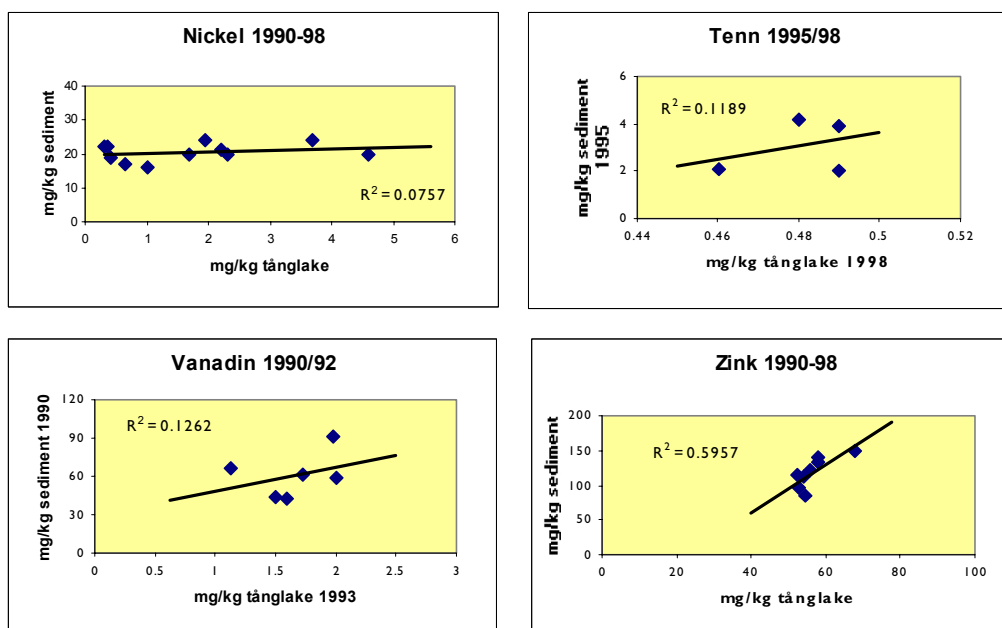 Nickel 1990-98
mg/kg sediment
40
30
20
10
0
R² = 0.0757
0 1 2 3 4 5 6
mg/kg tånglake
Tenn 1995/98
mg/kg sediment
1995
6
4
2
0
R² = 0.1189
0.44 0.46 0.48 0.5 0.52
mg/kg tånglake 1998
Vanadin 1990/92
mg/kg sediment 1990
120
90
60
30
0
R² = 0.1262
0 0.5 1 1.5 2 2.5 3
mg/kg tånglake 1993
Zink 1990-98
mg/kg sediment
200
150
100
50
0
R² = 0.5957
0 20 40 60 80 100
mg/kg tånglake